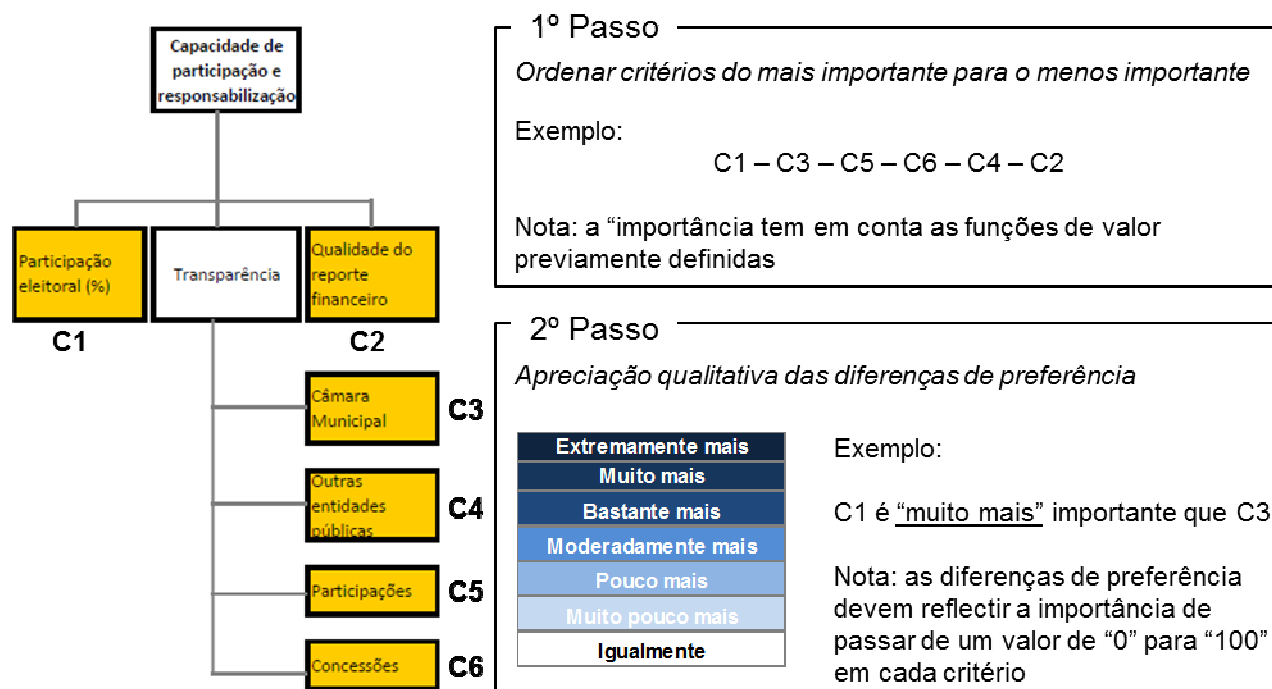 Capacidade de
participação e
responsabilização
Participação
eleitoral (%)
Transparência
Qualidade do
reporte
financeiro
C1
C2
Câmara
Municipal
C3
Outras
entidades
públicas
C4
Participações
C5
Concessões
C6
1º Passo
Ordenar critérios do mais importante para o menos importante
Exemplo:
C1 – C3 – C5 – C6 – C4 – C2
Nota: a “importância tem em conta as funções de valor
previamente definidas
2º Passo
Apreciação qualitativa das diferenças de preferência
Extremamente mais
Muito mais
Bastante mais
Moderadamente mais
Pouco mais
Muito pouco mais
Igualmente
Exemplo:
C1 é “muito mais” importante que C3
Nota: as diferenças de preferência
devem reflectir a importância de
passar de um valor de “0” para “100”
em cada critério